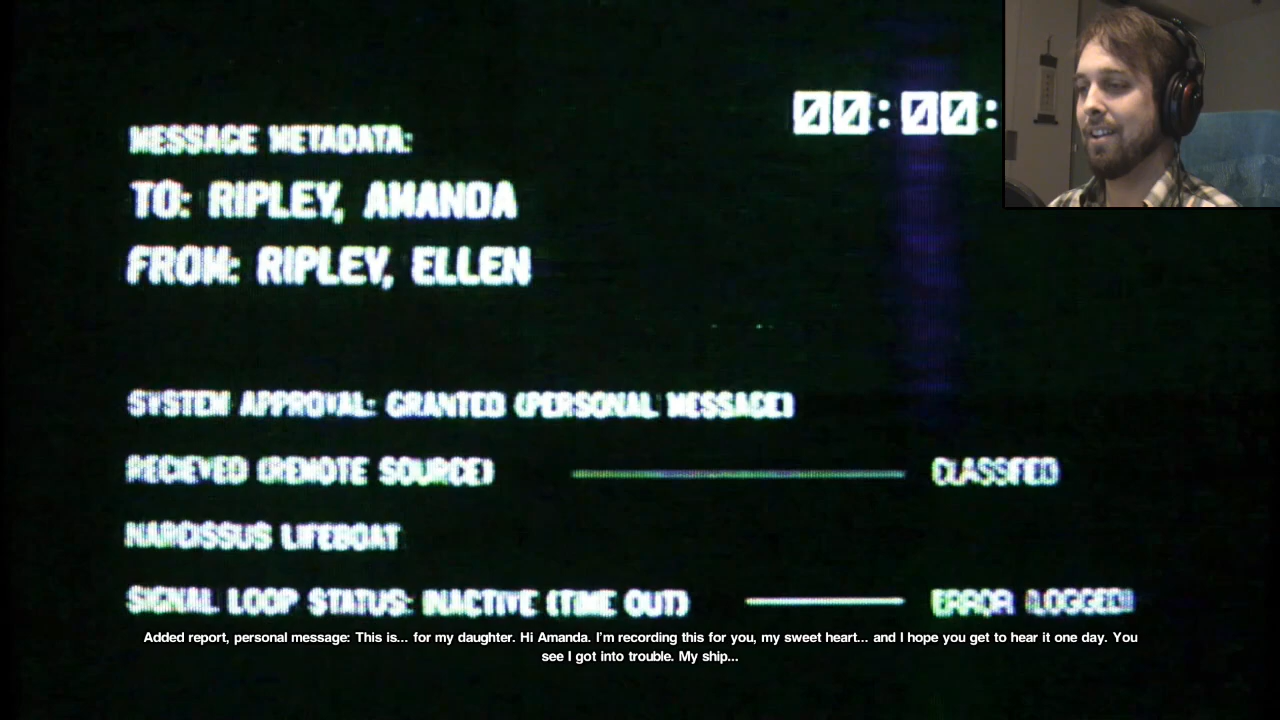 00:00:
MESSAGE METADATA:
TO: RIPLEY, AMANDA
FROM: RIPLEY, ELLEN
SYSTEM APPROVAL: GRANTED (PERSONAL MESSAGE)
RECIEVED (REMOTE SOURCE) CLASSIFIED
NARCISSUS LIFEBOAT
SIGNAL LOOP STATUS: INACTIVE (TIME OUT) ERROR (LOGGED)
Added report, personal message: This is... for my daughter. Hi Amanda. I'm recording this for you, my sweet heart... and I hope you get to hear it one day. You
see I got into trouble. My ship...